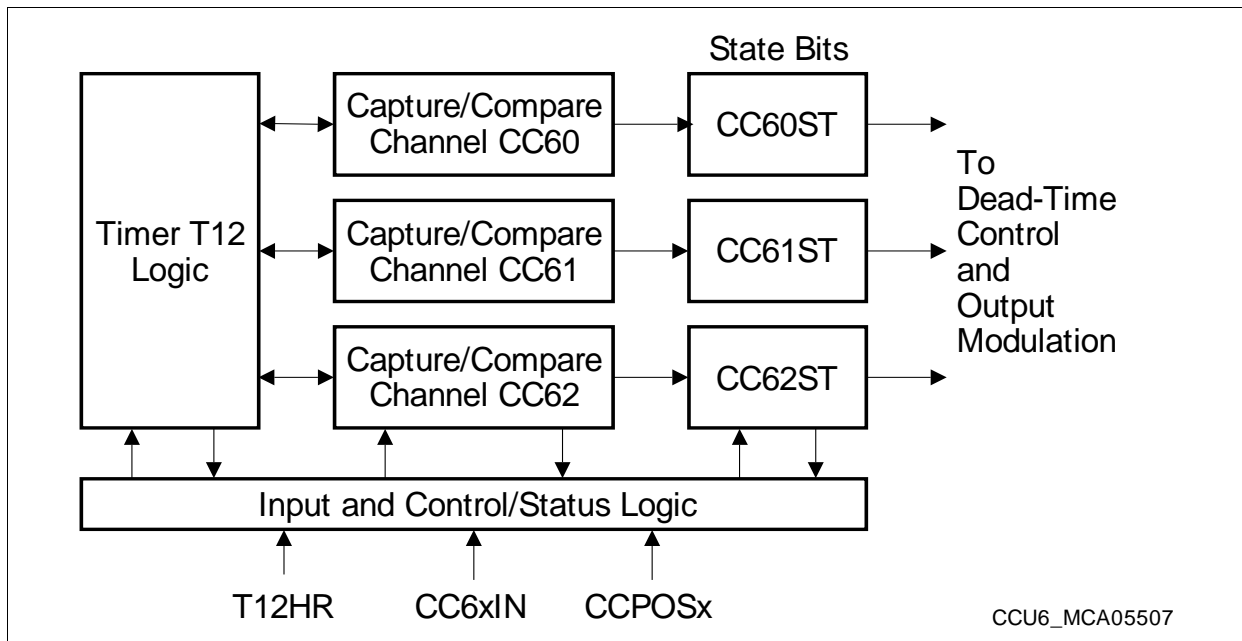 State Bits
Capture/Compare
Channel CC60
CC60ST
Timer T12
Logic
Capture/Compare
Channel CC61
CC61ST
Capture/Compare
Channel CC62
CC62ST
To
Dead-Time
Control
and
Output
Modulation
Input and Control/Status Logic
T12HR
CC6xIN
CCPOSx
CCU6_MCA05507